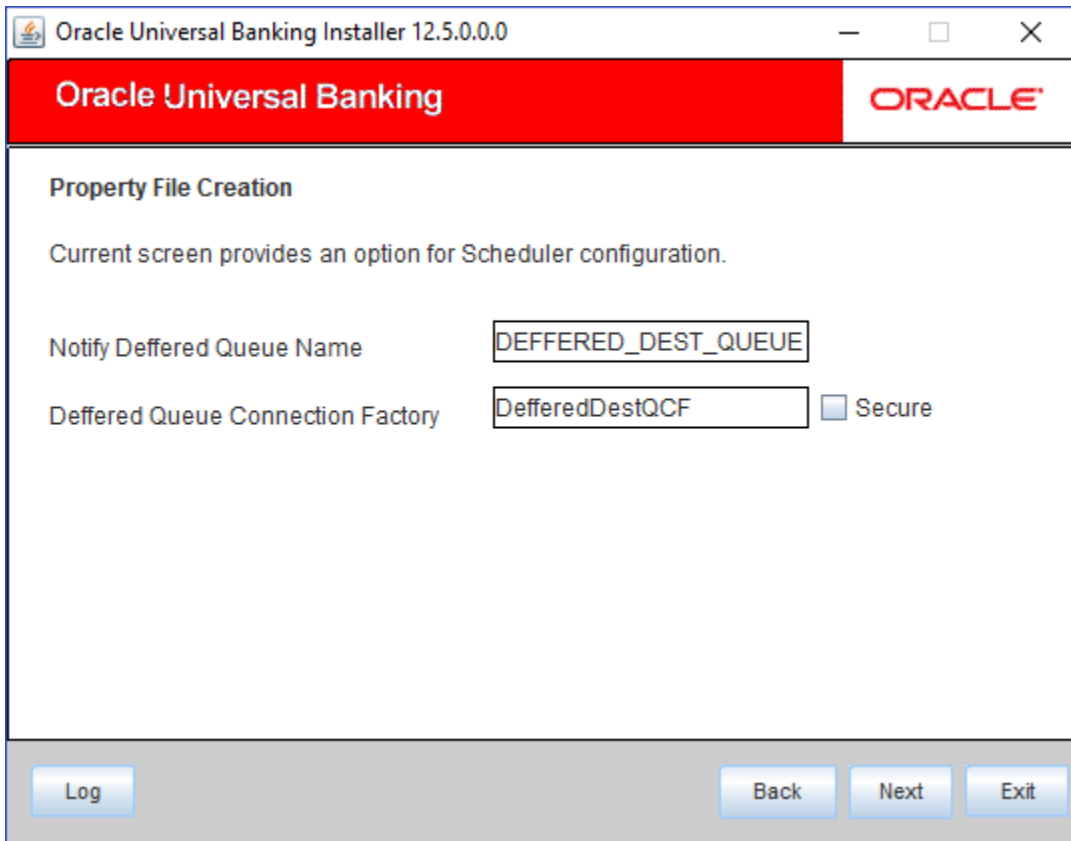 Oracle Universal Banking Installer 12.5.0.0.0
Oracle Universal Banking
ORACLE
Property File Creation
Current screen provides an option for Scheduler configuration.
Notify Deffered Queue Name DEFFERED_DEST_QUEUE
Deffered Queue Connection Factory DefferedDestQCF Secure
Log Back Next Exit